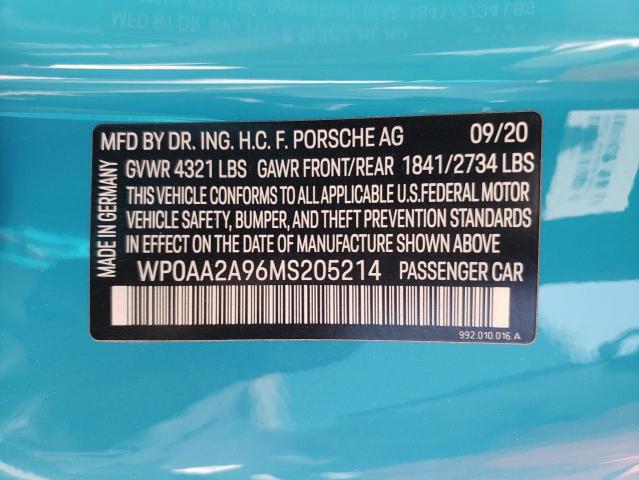 MFD BY DR. ING. H.C. F. PORSCHE AG 09/20
GVWR 4321 LBS GAWR FRONT/REAR 1841/2734 LBS
THIS VEHICLE CONFORMS TO ALL APPLICABLE U.S.FEDERAL MOTOR
VEHICLE SAFETY, BUMPER, AND THEFT PREVENTION STANDARDS
IN EFFECT ON THE DATE OF MANUFACTURE SHOWN ABOVE
WP0AA2A96MS205214 PASSENGER CAR
992.010.016.A
MADE IN GERMANY